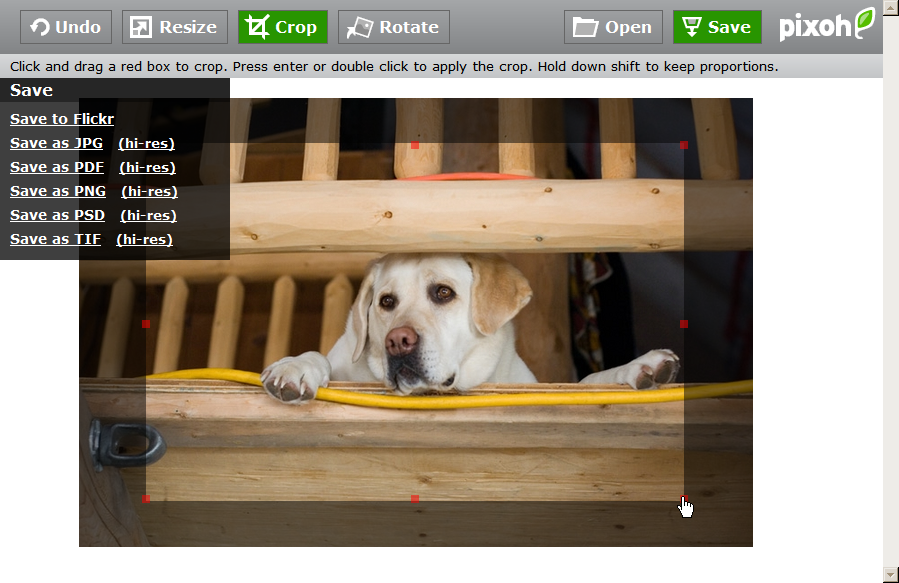 Undo Resize Crop Rotate Open Save pixoh
Click and drag a red box to crop. Press enter or double click to apply the crop. Hold down shift to keep proportions.
Save
Save to Flickr
Save as JPG (hi-res)
Save as PDF (hi-res)
Save as PNG (hi-res)
Save as PSD (hi-res)
Save as TIF (hi-res)